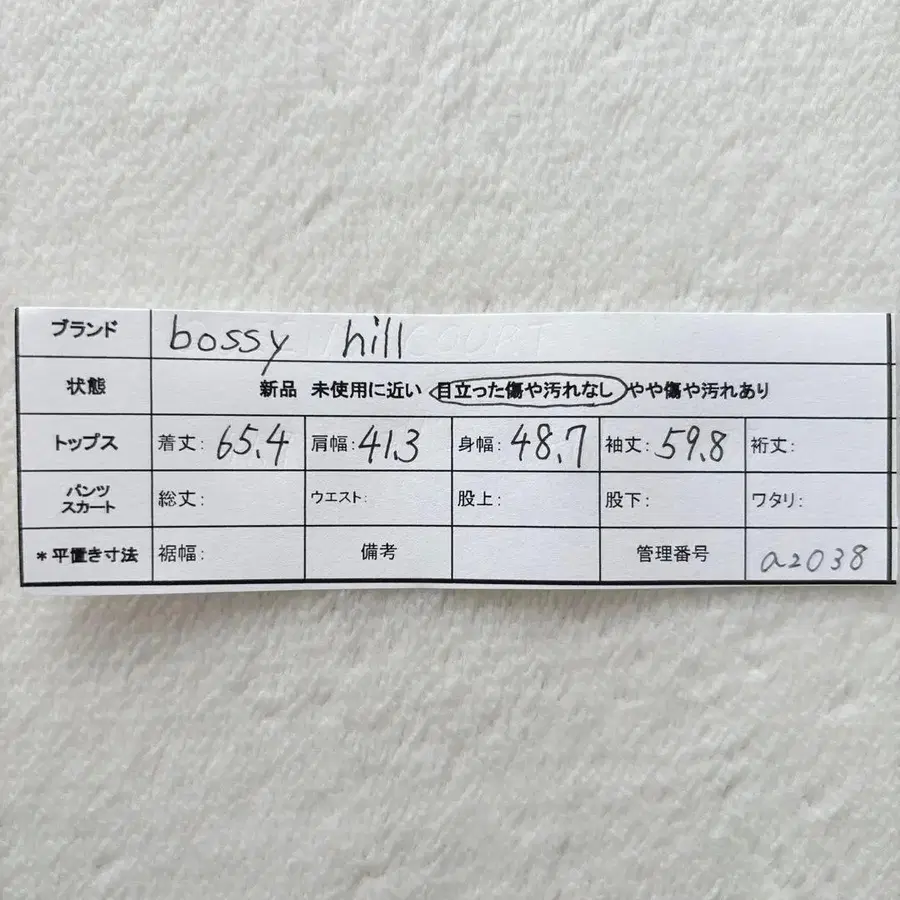 ブランド bossy hill
状態 新品 未使用に近い 目立った傷や汚れなし やや傷や汚れあり
トップス 着丈: 65.4 肩幅: 41.3 身幅: 48.7 袖丈: 59.8 裄丈:
パンツ スカート 総丈: ウエスト: 股上: 股下: ワタリ:
*平置き寸法 裾幅: 備考 管理番号 a2038